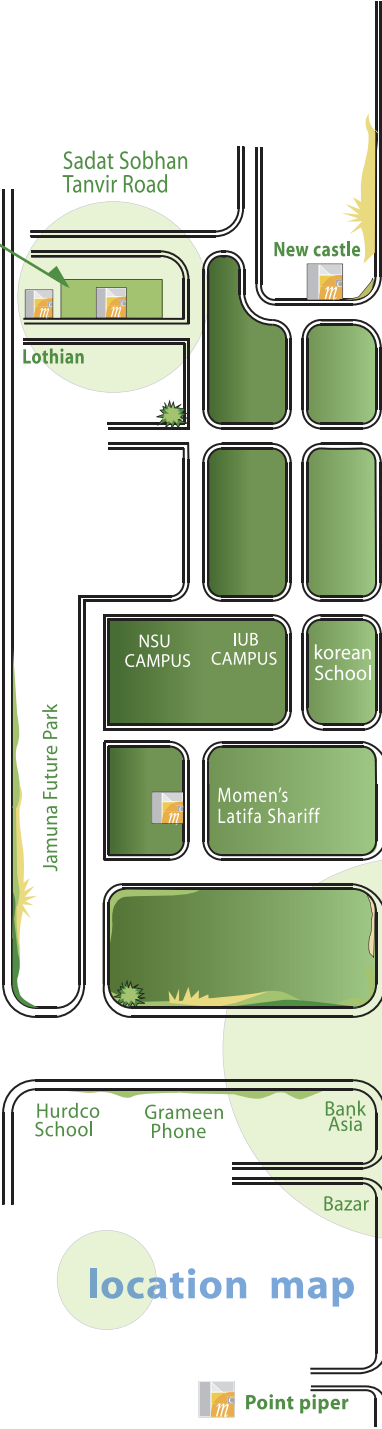 Sadat Sobhan
Tanvir Road
New castle
m
m
m
Lothian
NSU
CAMPUS
IUB
CAMPUS
korean
School
Jamuna Future Park
m
Momen's
Latifa Shariff
Hurdco
School
Grameen
Phone
Bank
Asia
Bazar
location map
m
Point piper